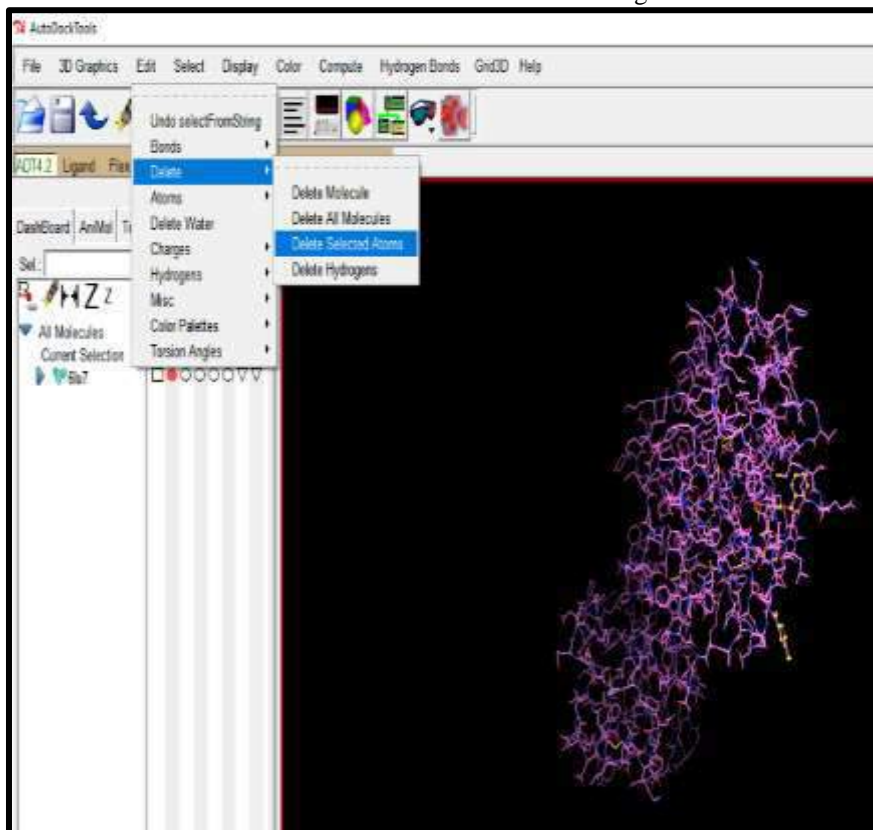 AutoDockTools
File 3D Graphics Edit Select Display Color Compute Hydrogen Bonds Grid3D Help
Undo selectFromString
Bonds
Delete
Atoms
Delete Water
Charges
Hydrogens
Misc
Color Palettes
Torsion Angles
Delete Molecule
Delete All Molecules
Delete Selected Atoms
Delete Hydrogens
ADT4.2 Ligand
DashBoard AniMol
Sel.:
Z Z
All Molecules
Current Selection